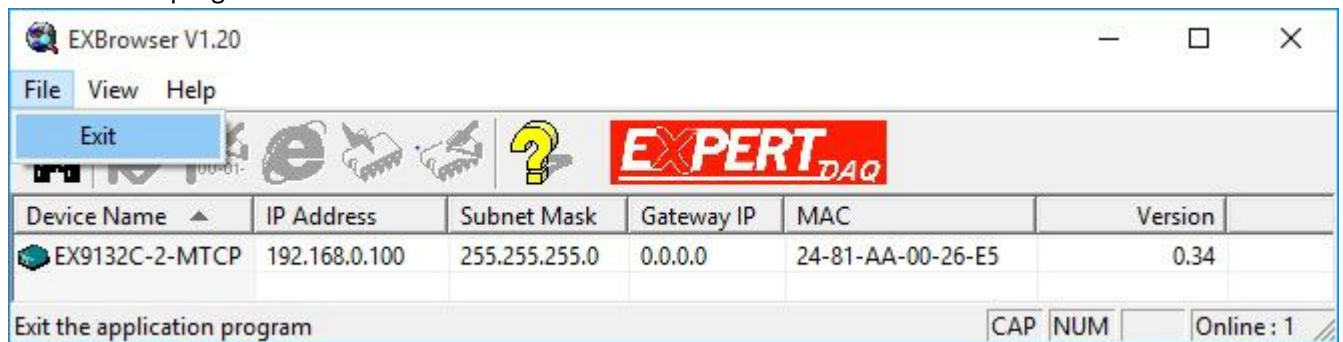 EXBrowser V1.20
File View Help
Exit
00-01-
EXPERT DAQ
Device Name IP Address Subnet Mask Gateway IP MAC Version
EX9132C-2-MTCP 192.168.0.100 255.255.255.0 0.0.0.0 24-81-AA-00-26-E5 0.34
Exit the application program CAP NUM Online : 1